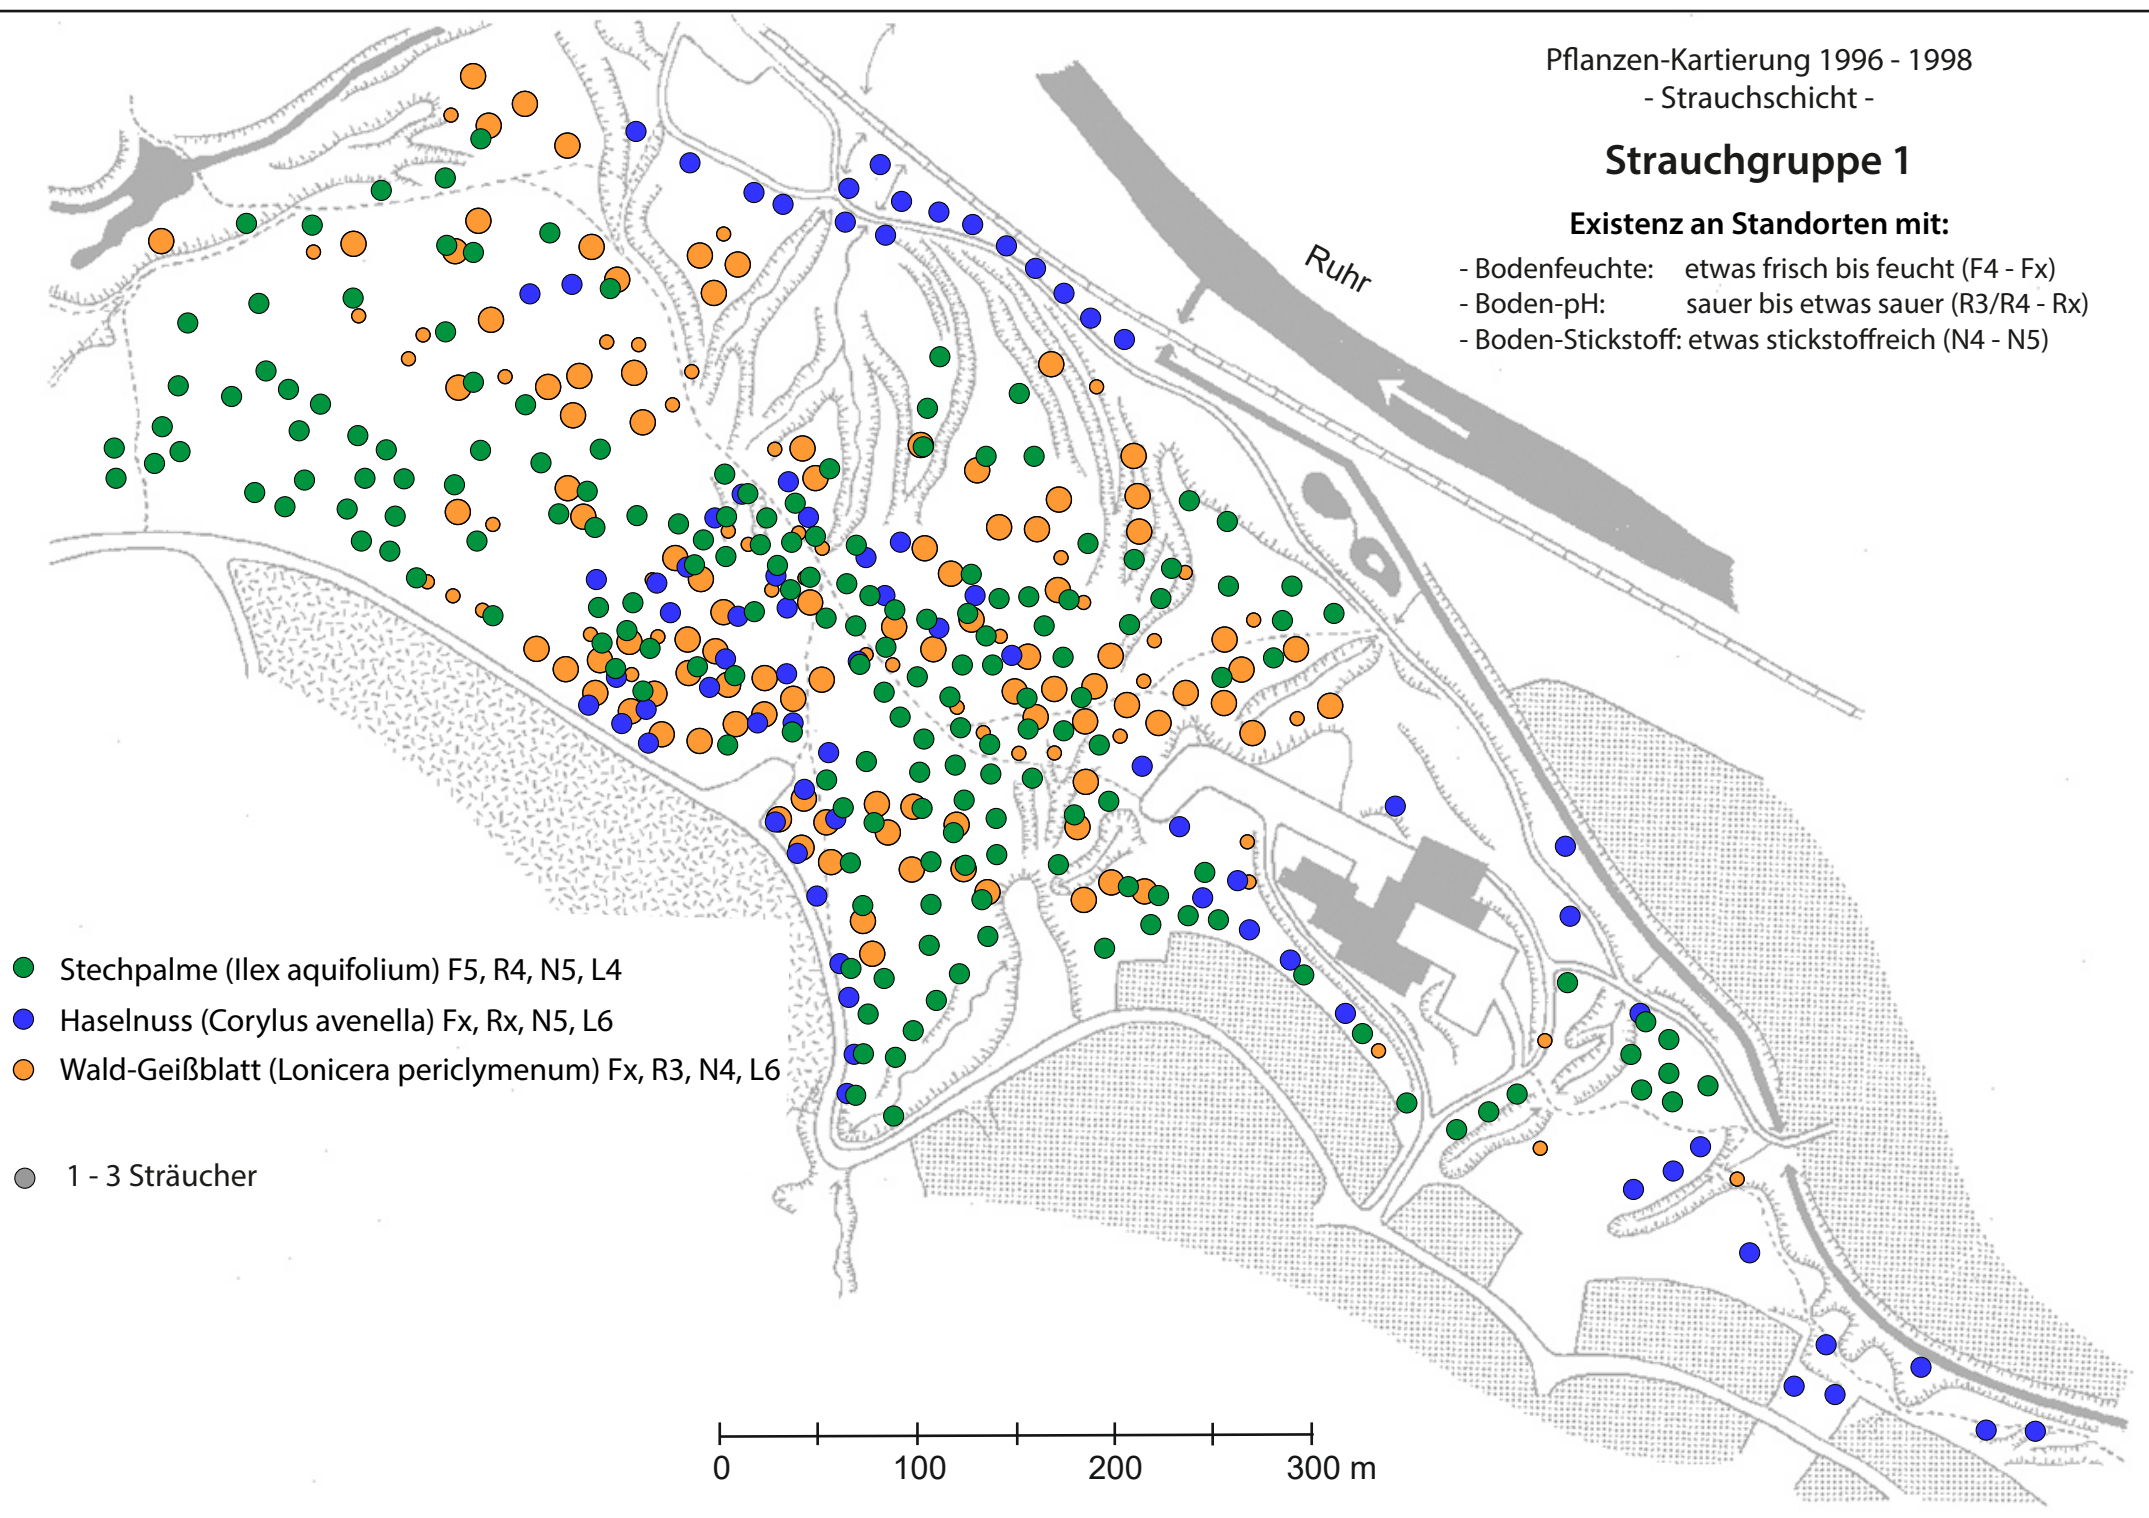 Pflanzen-Kartierung 1996 - 1998
- Strauchschicht -
Strauchgruppe 1
Existenz an Standorten mit:
- Bodenfeuchte: etwas frisch bis feucht (F4 - Fx)
- Boden-pH: sauer bis etwas sauer (R3/R4 - Rx)
- Boden-Stickstoff: etwas stickstoffreich (N4 - N5)
Ruhr
Stechpalme (Ilex aquifolium) F5, R4, N5, L4
Haselnuss (Corylus avenella) Fx, Rx, N5, L6
Wald-Geißblatt (Lonicera periclymenum) Fx, R3, N4, L6
1 - 3 Sträucher
0 100 200 300 m